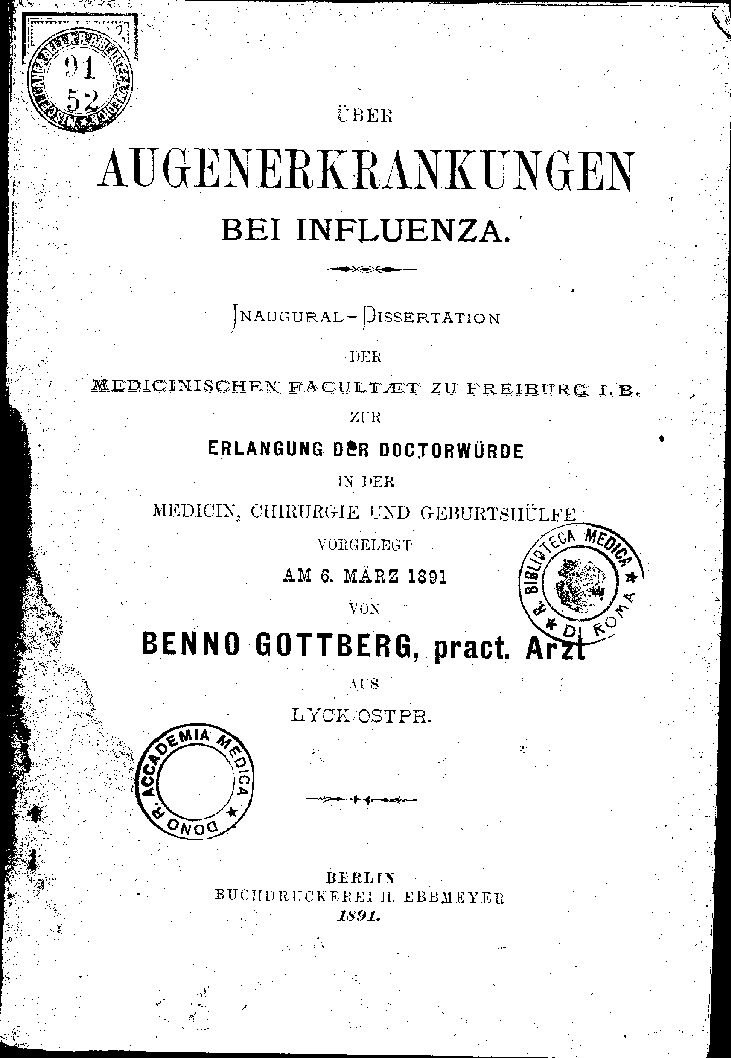 91
52
ÜBER
AUGENERKRANKUNGEN
BEI INFLUENZA.
INAUGURAL-DISSERTATION
DER
MEDICINISCHEN FACULTÆT ZU FREIBURG I. B.
ZUR
ERLANGUNG DER DOCTORWÜRDE
IN DER
MEDICIN, CHIRURGIE UND GEBURTSHÜLFE
VORGELEGT
AM 6. MÄRZ 1891
VON
BENNO GOTTBERG, pract. Arzt
AUS
LYCK OSTPR.
R. BIBLIOTECA MEDICA
★ DI ROMA ★
DONO R. ACCADEMIA MEDICA ★
BERLIN
BUCHDRUCKEREI H. EBBMEYER
1891.